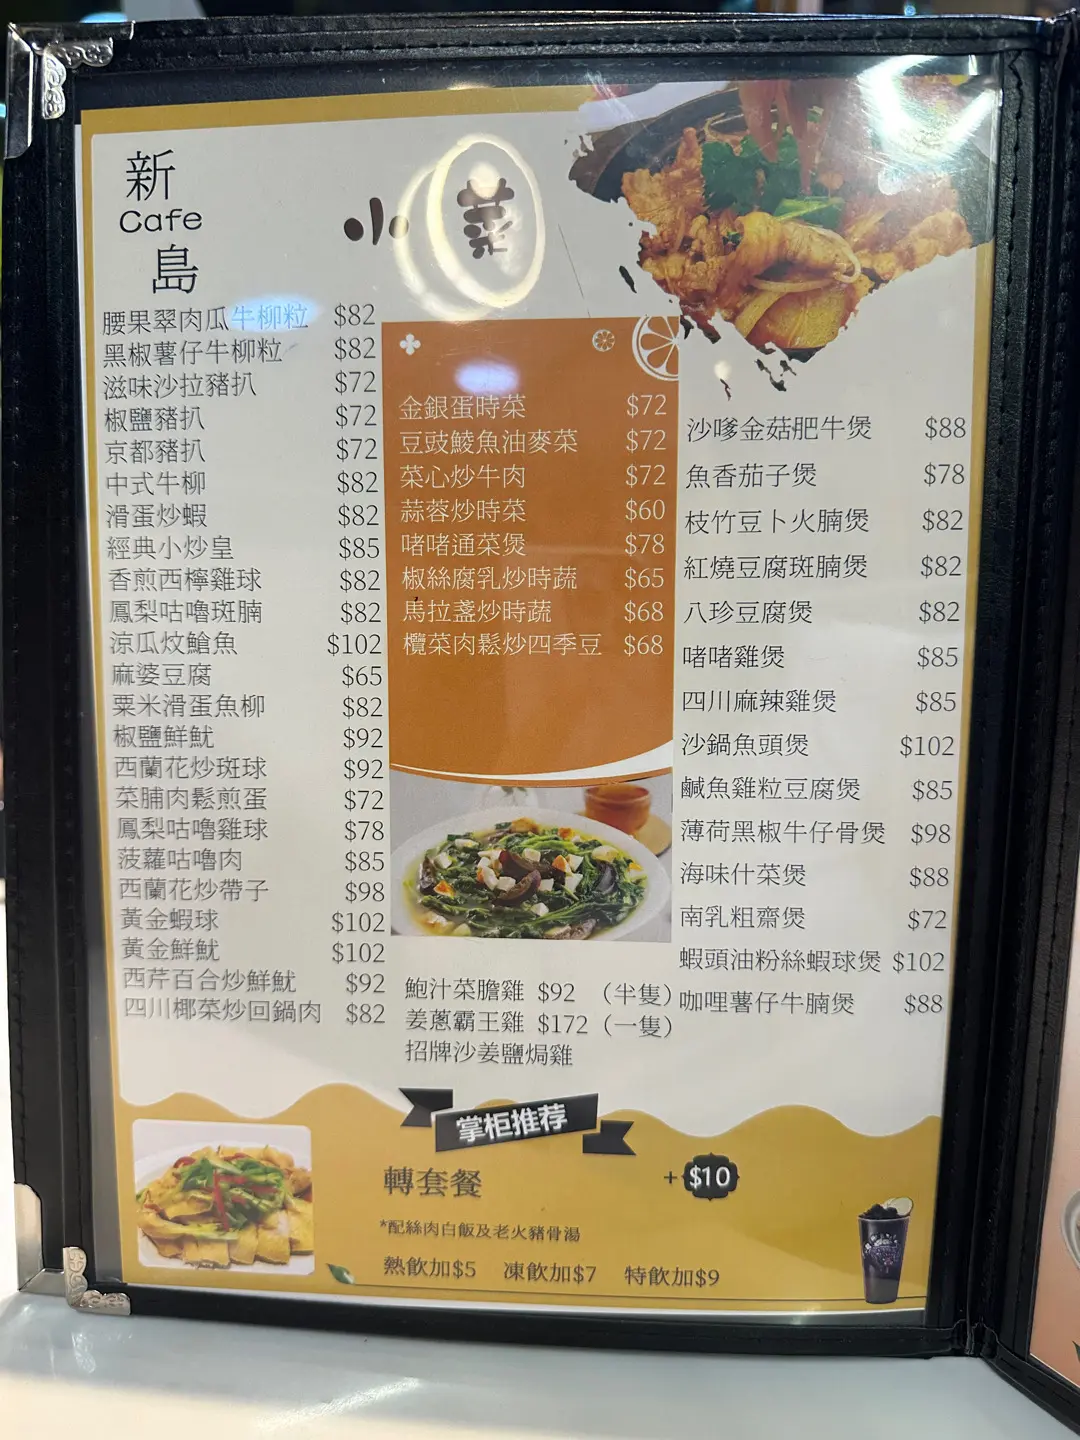 新
Cafe
島
小菜
腰果翠肉瓜牛柳粒 $82
黑椒薯仔牛柳粒 $82
滋味沙拉豬扒 $72
椒鹽豬扒 $72
京都豬扒 $72
中式牛柳 $82
滑蛋炒蝦 $82
經典小炒皇 $85
香煎西檸雞球 $82
鳳梨咕嚕斑腩 $82
涼瓜炆鎗魚 $102
麻婆豆腐 $65
粟米滑蛋魚柳 $82
椒鹽鮮魷 $92
西蘭花炒斑球 $92
菜脯肉鬆煎蛋 $72
鳳梨咕嚕雞球 $78
菠蘿咕嚕肉 $85
西蘭花炒帶子 $98
黃金蝦球 $102
黃金鮮魷 $102
西芹百合炒鮮魷 $92
四川椰菜炒回鍋肉 $82
金銀蛋時菜 $72
豆豉鯪魚油麥菜 $72
菜心炒牛肉 $72
蒜蓉炒時菜 $60
啫啫通菜煲 $78
椒絲腐乳炒時蔬 $65
馬拉盞炒時蔬 $68
欖菜肉鬆炒四季豆 $68
鮑汁菜膽雞 $92 （半隻）
姜蔥霸王雞 $172（一隻）
招牌沙姜鹽焗雞
沙嗲金菇肥牛煲 $88
魚香茄子煲 $78
枝竹豆卜火腩煲 $82
紅燒豆腐斑腩煲 $82
八珍豆腐煲 $82
啫啫雞煲 $85
四川麻辣雞煲 $85
沙鍋魚頭煲 $102
鹹魚雞粒豆腐煲 $85
薄荷黑椒牛仔骨煲 $98
海味什菜煲 $88
南乳粗齋煲 $72
蝦頭油粉絲蝦球煲 $102
咖哩薯仔牛腩煲 $88
掌柜推荐
轉套餐 +$10
*配絲肉白飯及老火豬骨湯
熱飲加$5 凍飲加$7 特飲加$9